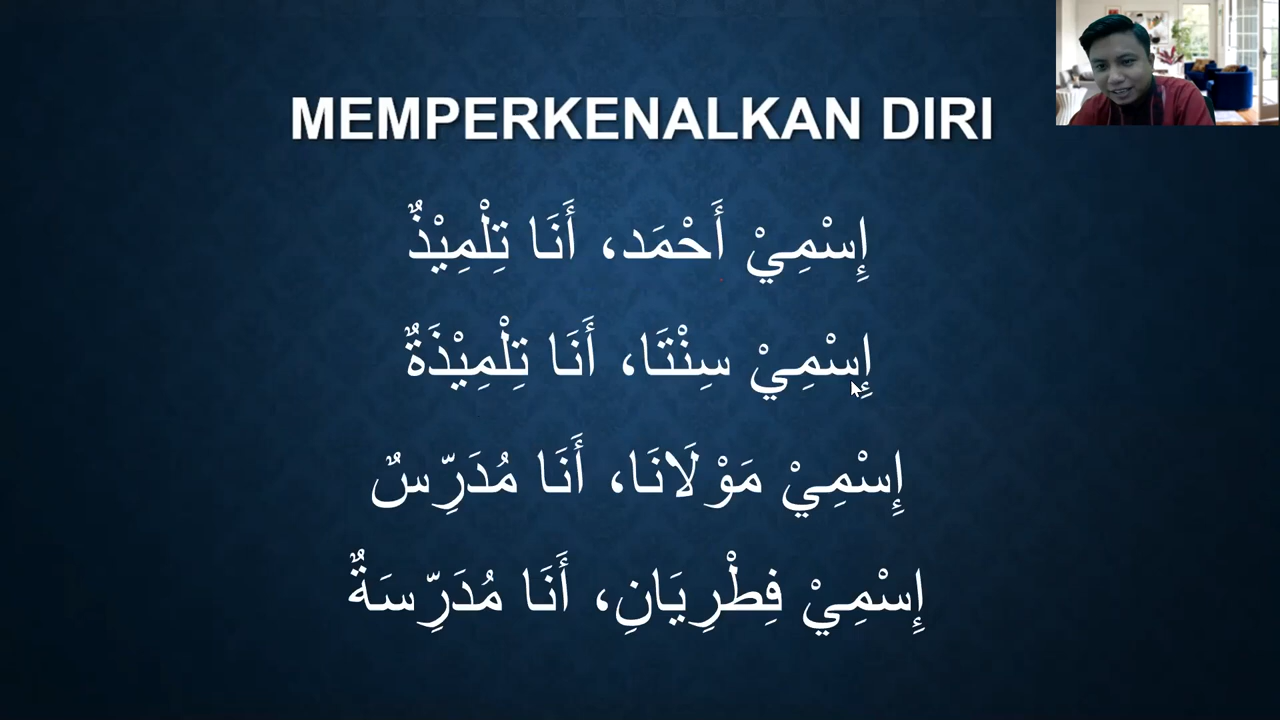 MEMPERKENALKAN DIRI
إِسْمِيْ أَحْمَد، أَنَا تِلْمِيْذٌ
إِسْمِيْ سِنْتَا، أَنَا تِلْمِيْذَةٌ
إِسْمِيْ مَوْلَانَا، أَنَا مُدَرِّسٌ
إِسْمِيْ فِطْرِيَانِ، أَنَا مُدَرِّسَةٌ